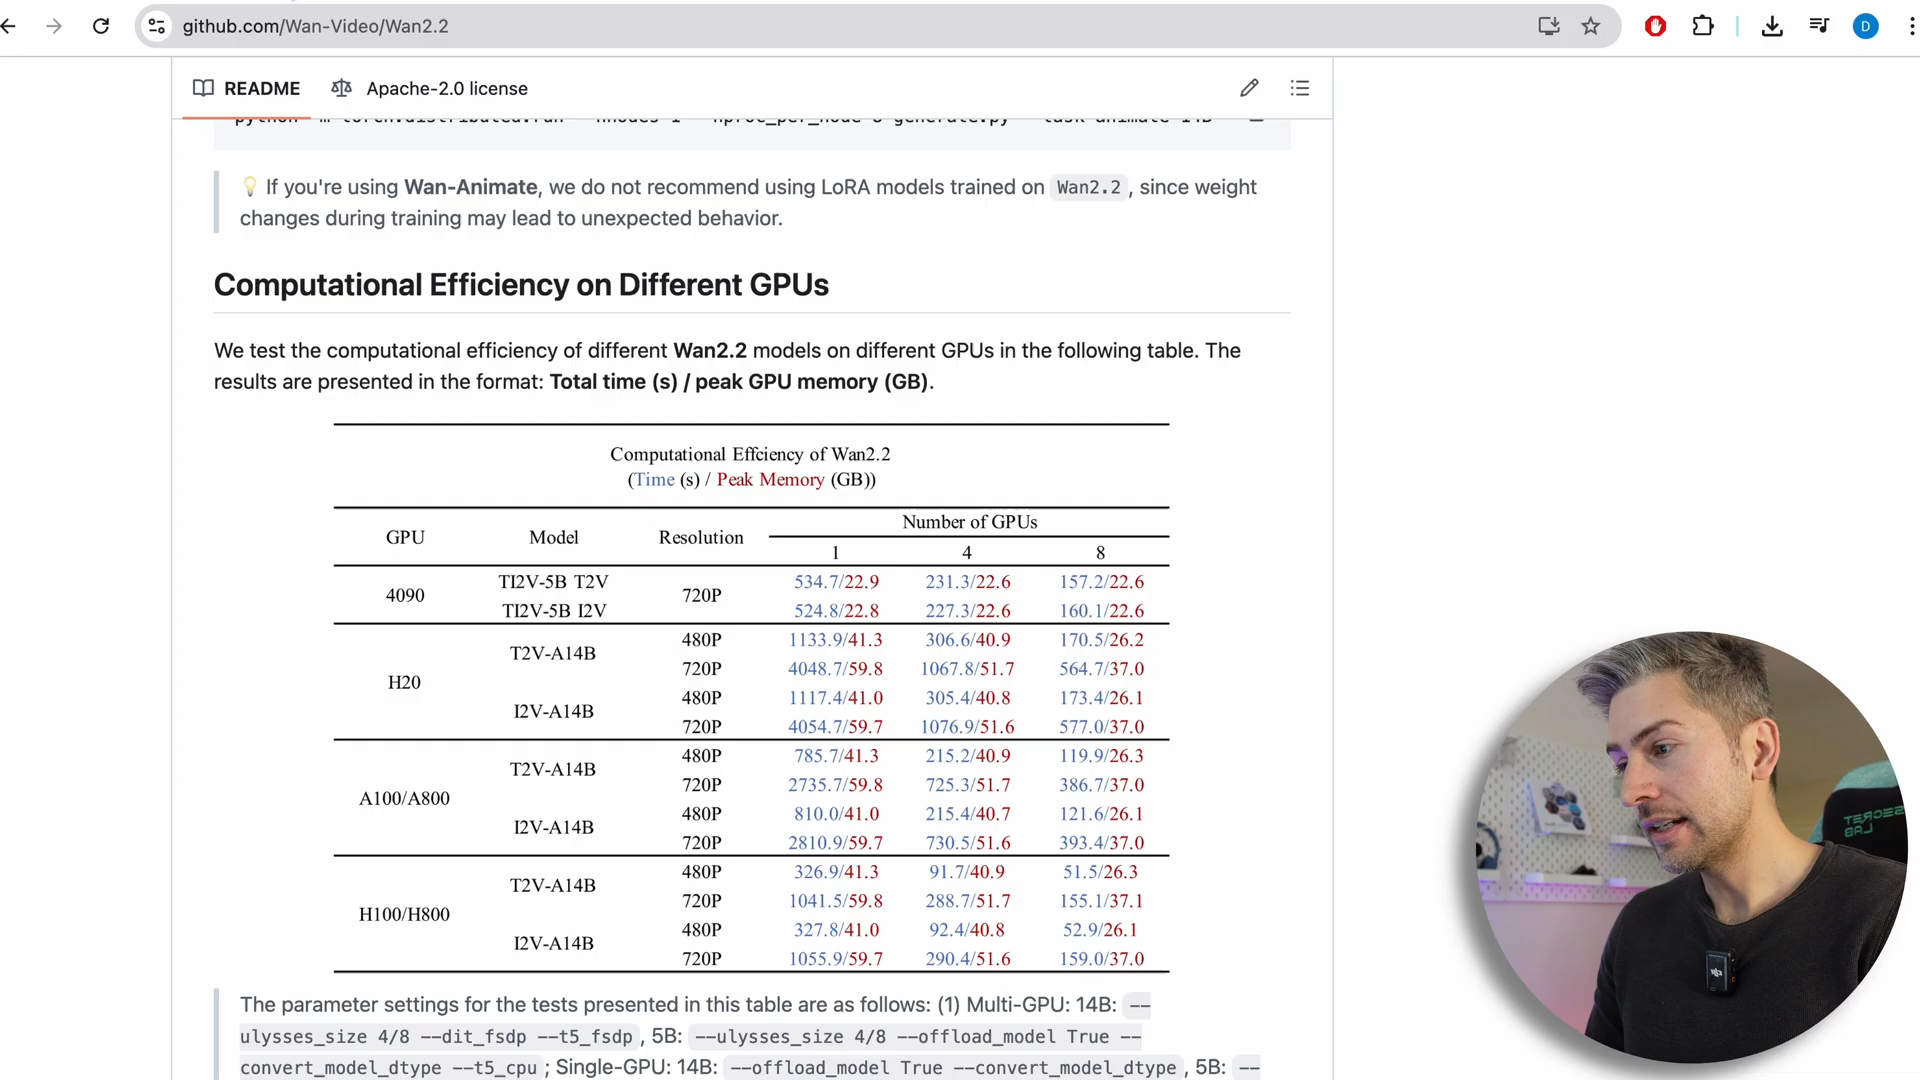 github.com/Wan-Video/Wan2.2
D
README
Apache-2.0 license
If you're using Wan-Animate, we do not recommend using LoRA models trained on Wan2.2, since weight
changes during training may lead to unexpected behavior.
Computational Efficiency on Different GPUs
We test the computational efficiency of different Wan2.2 models on different GPUs in the following table. The
results are presented in the format: Total time (s) / peak GPU memory (GB).
Computational Effciency of Wan2.2
(Time (s) / Peak Memory (GB))
GPU Model Resolution Number of GPUs
1 4 8
4090 TI2V-5B T2V 720P 534.7/22.9 231.3/22.6 157.2/22.6
TI2V-5B I2V 524.8/22.8 227.3/22.6 160.1/22.6
H20 T2V-A14B 480P 1133.9/41.3 306.6/40.9 170.5/26.2
720P 4048.7/59.8 1067.8/51.7 564.7/37.0
I2V-A14B 480P 1117.4/41.0 305.4/40.8 173.4/26.1
720P 4054.7/59.7 1076.9/51.6 577.0/37.0
A100/A800 T2V-A14B 480P 785.7/41.3 215.2/40.9 119.9/26.3
720P 2735.7/59.8 725.3/51.7 386.7/37.0
I2V-A14B 480P 810.0/41.0 215.4/40.7 121.6/26.1
720P 2810.9/59.7 730.5/51.6 393.4/37.0
H100/H800 T2V-A14B 480P 326.9/41.3 91.7/40.9 51.5/26.3
720P 1041.5/59.8 288.7/51.7 155.1/37.1
I2V-A14B 480P 327.8/41.0 92.4/40.8 52.9/26.1
720P 1055.9/59.7 290.4/51.6 159.0/37.0
The parameter settings for the tests presented in this table are as follows: (1) Multi-GPU: 14B: --
ulysses_size 4/8 --dit_fsdp --t5_fsdp , 5B: --ulysses_size 4/8 --offload_model True --
convert_model_dtype --t5_cpu ; Single-GPU: 14B: --offload_model True --convert_model_dtype , 5B: --
SECRET
LAB